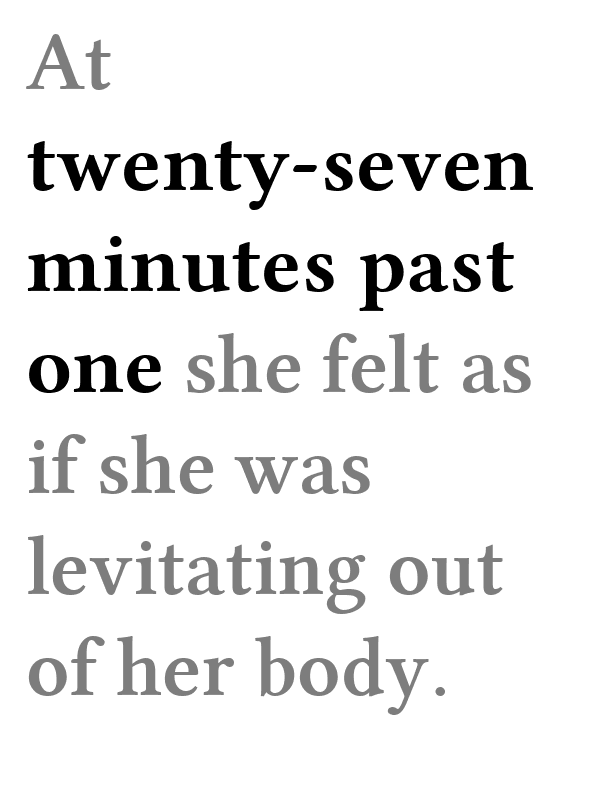 At
twenty-seven
minutes past
one she felt as
if she was
levitating out
of her body.